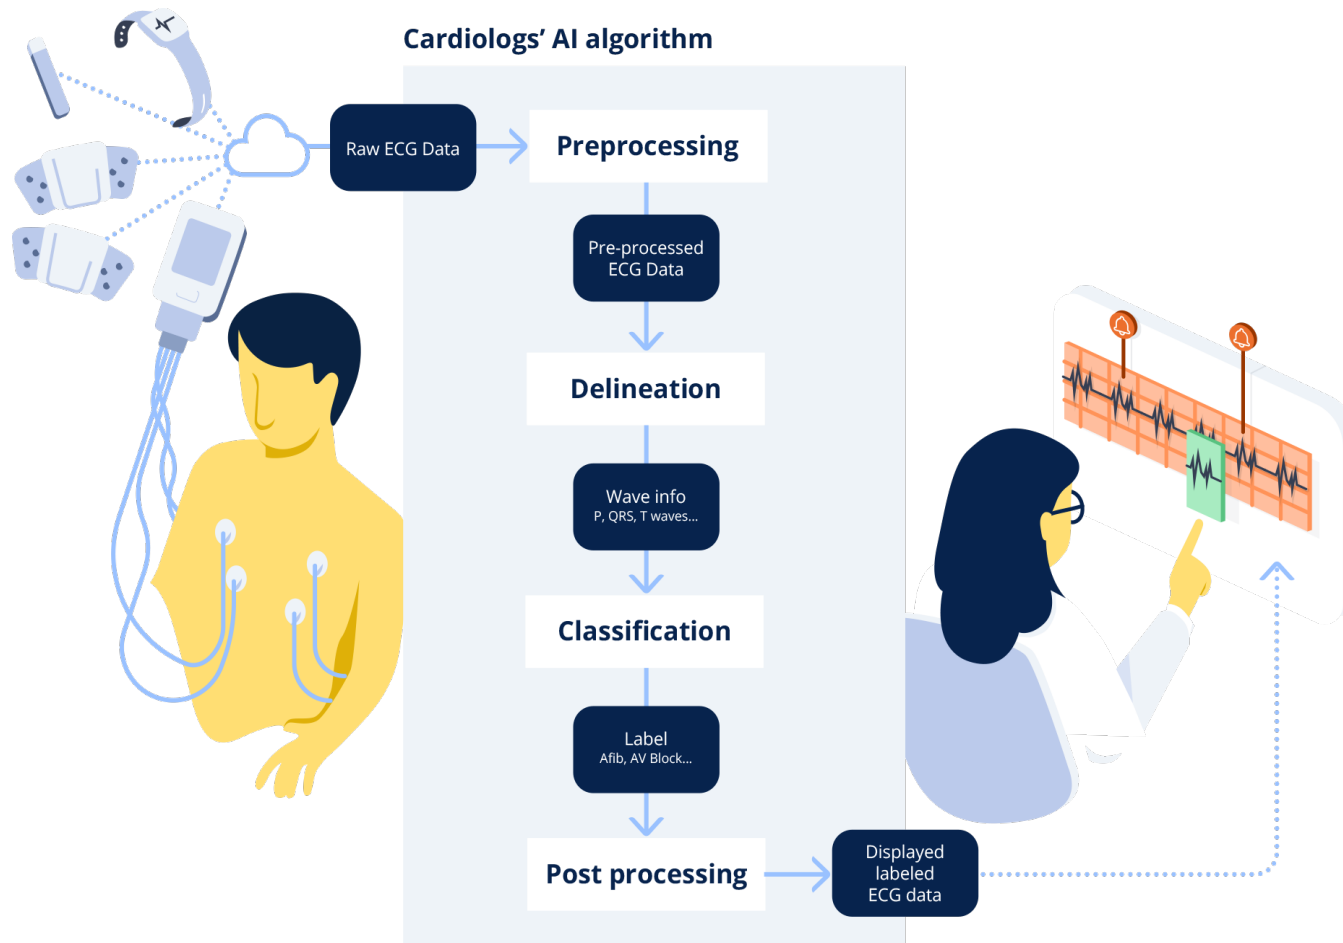 Cardiologs’ AI algorithm
Raw ECG Data
Preprocessing
Pre-processed
ECG Data
Delineation
Wave info
P, QRS, T waves...
Classification
Label
Afib, AV Block...
Post processing
Displayed
labeled
ECG data